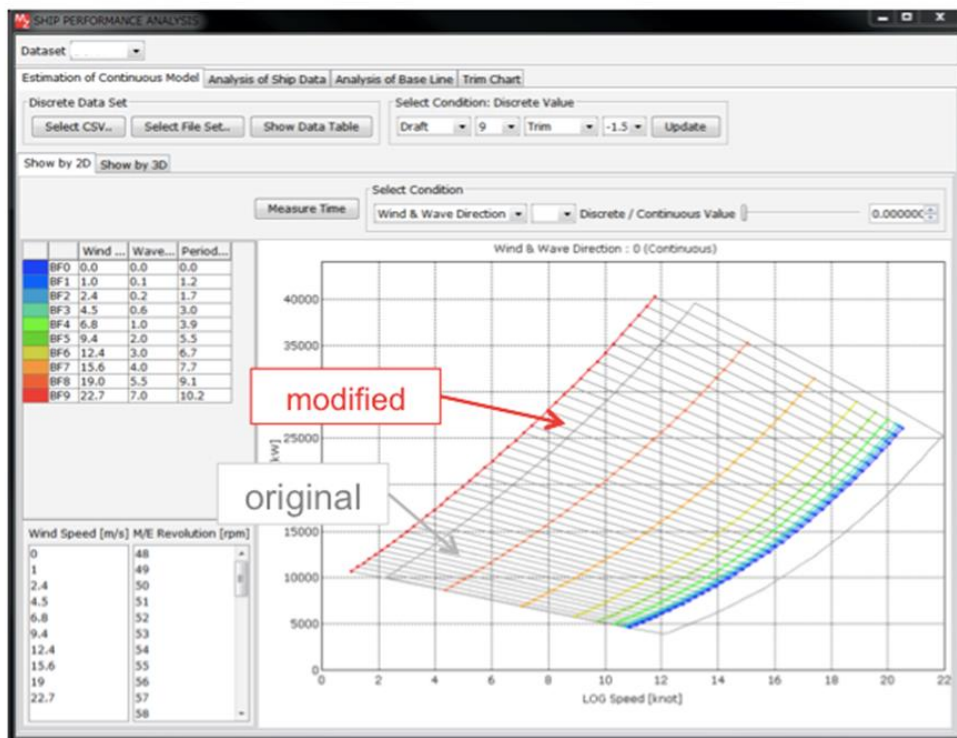 M2 SHIP PERFORMANCE ANALYSIS
Dataset
Estimation of Continuous Model Analysis of Ship Data Analysis of Base Line Trim Chart
Discrete Data Set Select Condition: Discrete Value
Select CSV.. Select File Set.. Show Data Table Draft 9 Trim -1.5 Update
Show by 2D Show by 3D
Select Condition
Measure Time Wind & Wave Direction Discrete / Continuous Value 0.000000
Wind ... Wave... Period...
BF0 0.0 0.0 0.0
BF1 1.0 0.1 1.2
BF2 2.4 0.2 1.7
BF3 4.5 0.6 3.0
BF4 6.8 1.0 3.9
BF5 9.4 2.0 5.5
BF6 12.4 3.0 6.7
BF7 15.6 4.0 7.7
BF8 19.0 5.5 9.1
BF9 22.7 7.0 10.2
Wind & Wave Direction : 0 (Continuous)
40000
35000
modified
25000
kW]
original
15000
10000
5000
0
0 2 4 6 8 10 12 14 16 18 20 22
LOG Speed [knot]
Wind Speed [m/s] M/E Revolution [rpm]
0 48
1 49
2.4 50
4.5 51
6.8 52
9.4 53
12.4 54
15.6 55
19 56
22.7 57
58